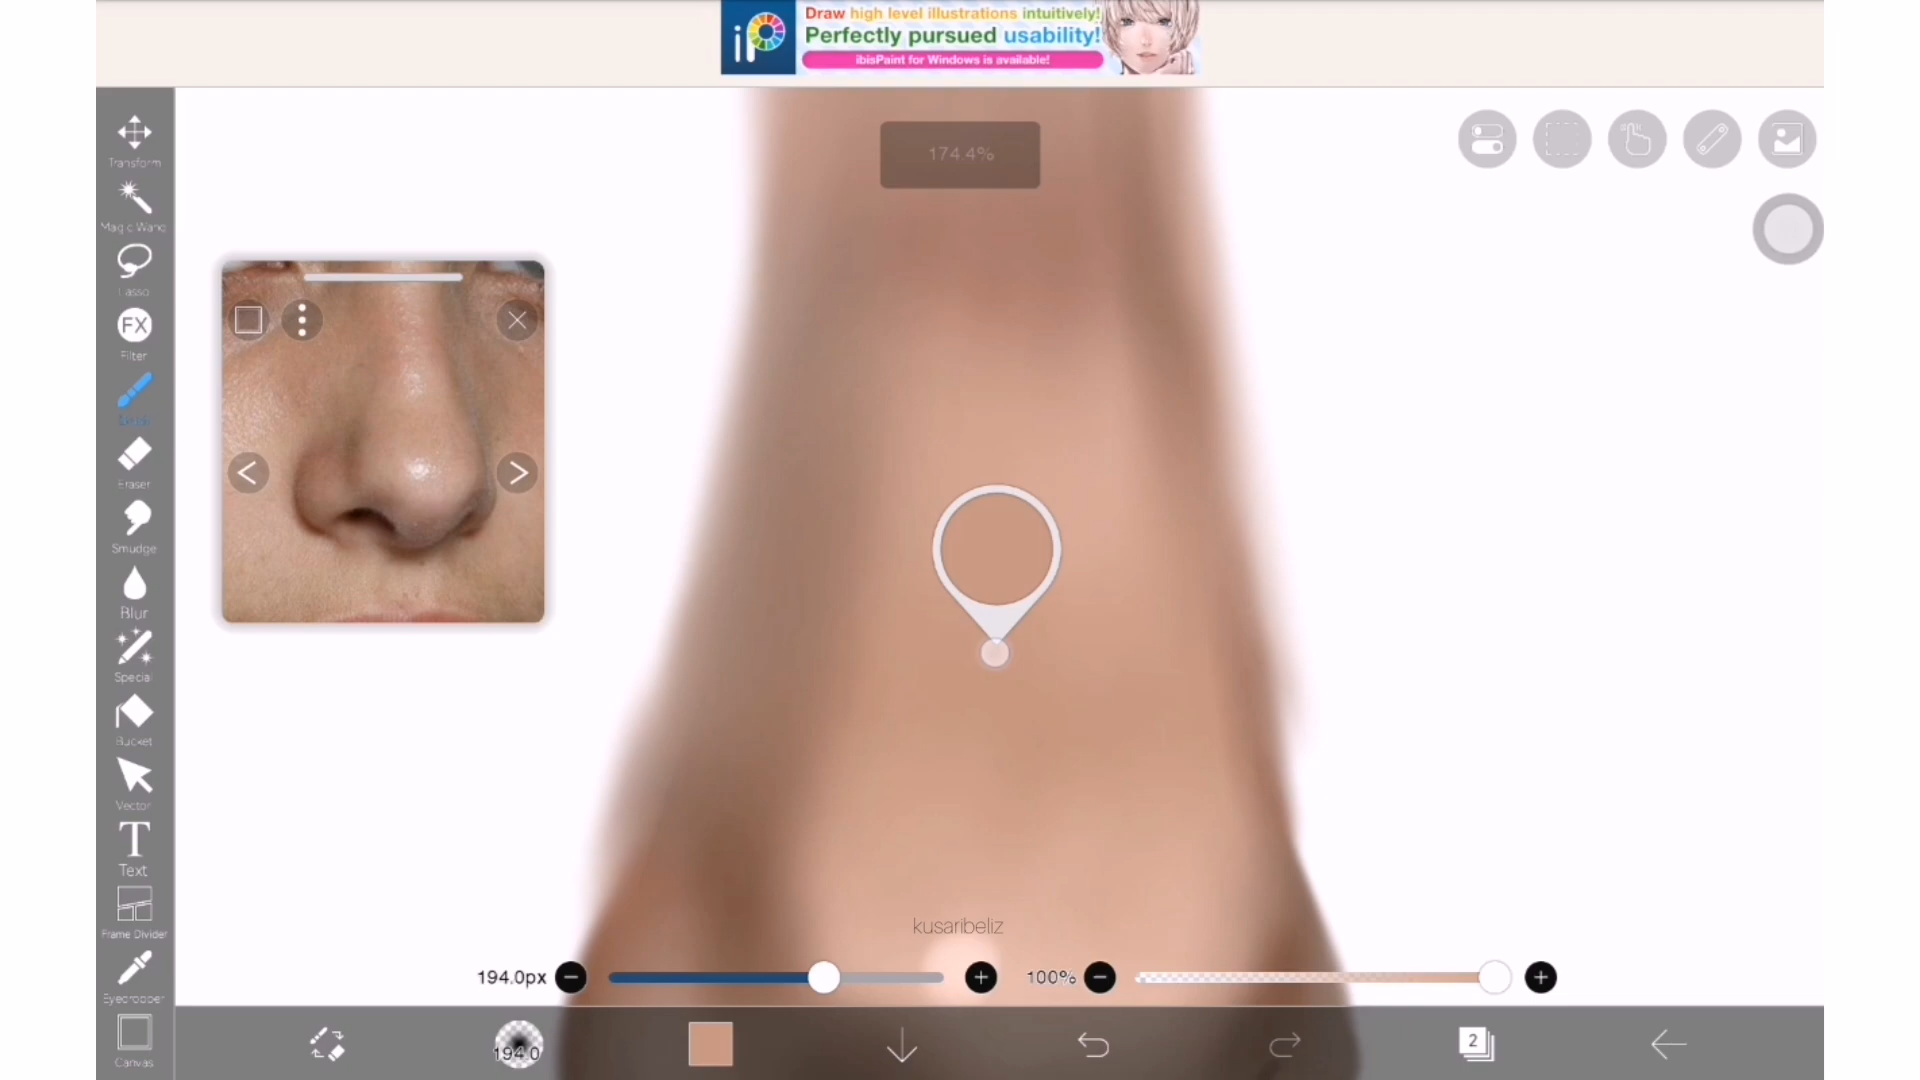 iP
Draw high level illustrations intuitively!
Perfectly pursued usability!
ibisPaint for Windows is available!
174.4%
Transform
Magic Wand
Lasso
FX
Filter
Brush
Eraser
Smudge
Blur
Special
Bucket
Vector
T
Text
Frame Divider
Eyedropper
Canvas
kusaribeliz
194.0px
100%
194.0
2